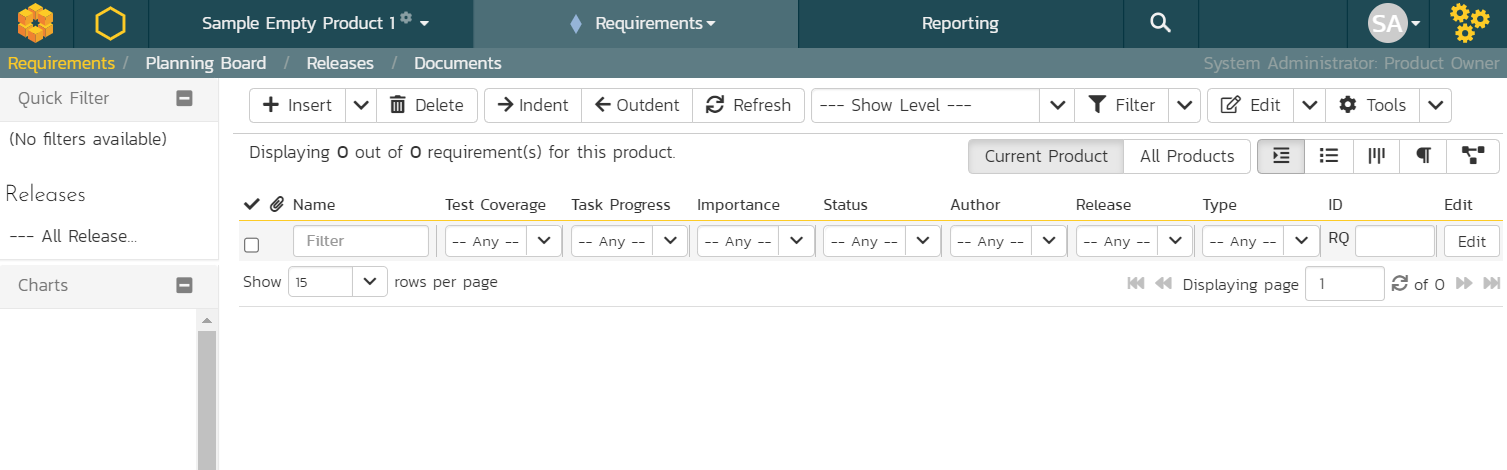 Sample Empty Product 1 Requirements Reporting SA
Requirements / Planning Board / Releases / Documents System Administrator: Product Owner
Quick Filter
(No filters available)
Releases
--- All Release...
Charts
Insert Delete Indent Outdent Refresh --- Show Level --- Filter Edit Tools
Displaying 0 out of 0 requirement(s) for this product. Current Product All Products
Name Test Coverage Task Progress Importance Status Author Release Type ID Edit
Filter -- Any -- -- Any -- -- Any -- -- Any -- -- Any -- -- Any -- -- Any -- RQ Edit
Show 15 rows per page Displaying page 1 of 0